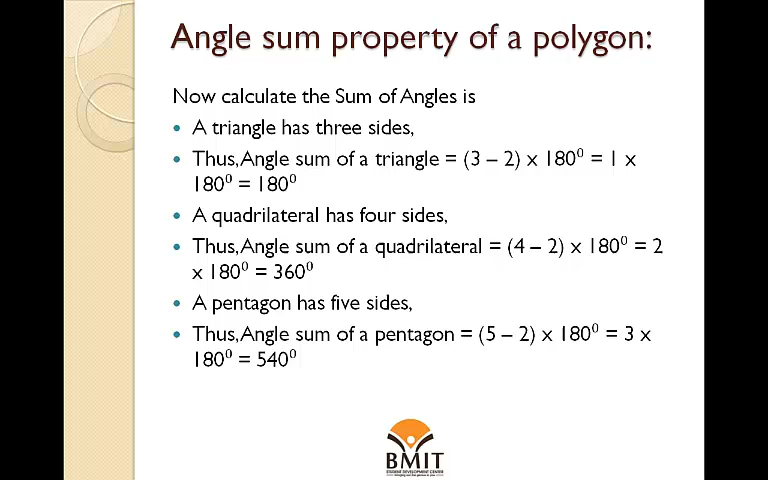 Angle sum property of a polygon:
Now calculate the Sum of Angles is
• A triangle has three sides,
• Thus, Angle sum of a triangle = (3 – 2) x 180⁰ = 1 x
180⁰ = 180⁰
• A quadrilateral has four sides,
• Thus, Angle sum of a quadrilateral = (4 – 2) x 180⁰ = 2
x 180⁰ = 360⁰
• A pentagon has five sides,
• Thus, Angle sum of a pentagon = (5 – 2) x 180⁰ = 3 x
180⁰ = 540⁰
BMIT
STUDENT DEVELOPMENT CENTER